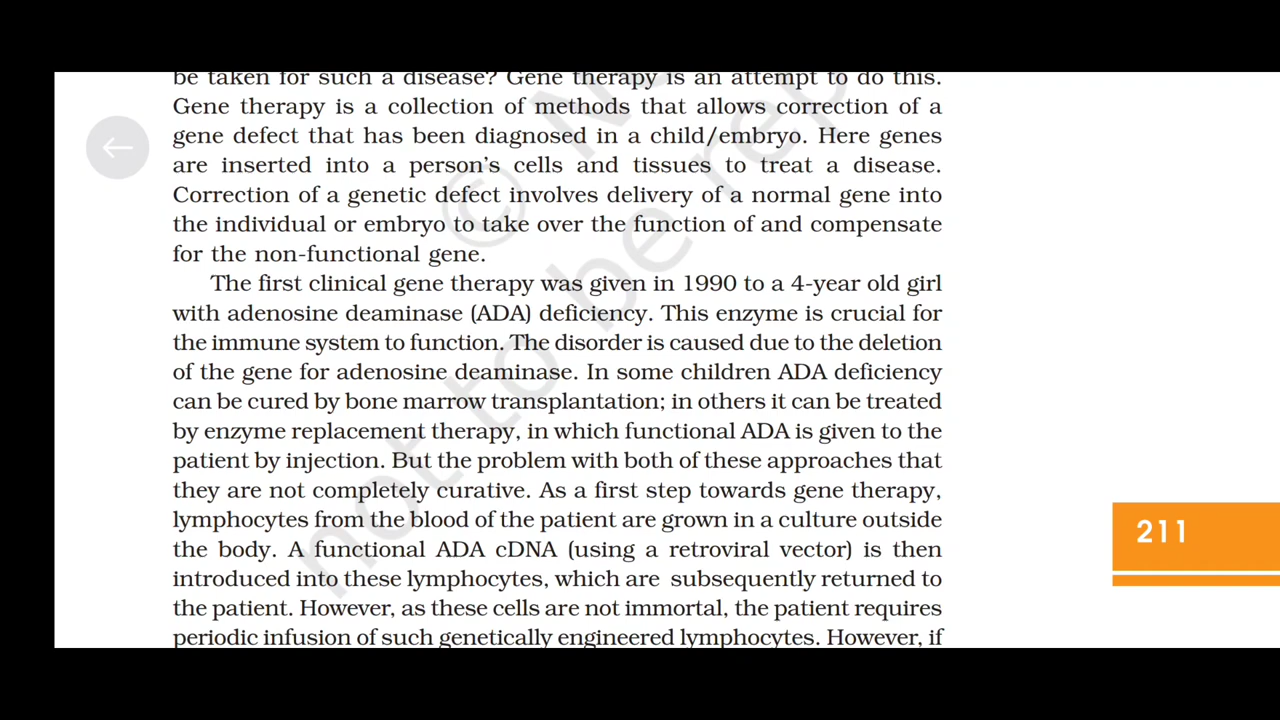 be taken for such a disease? Gene therapy is an attempt to do this.
Gene therapy is a collection of methods that allows correction of a
gene defect that has been diagnosed in a child/embryo. Here genes
are inserted into a person's cells and tissues to treat a disease.
Correction of a genetic defect involves delivery of a normal gene into
the individual or embryo to take over the function of and compensate
for the non-functional gene.
The first clinical gene therapy was given in 1990 to a 4-year old girl
with adenosine deaminase (ADA) deficiency. This enzyme is crucial for
the immune system to function. The disorder is caused due to the deletion
of the gene for adenosine deaminase. In some children ADA deficiency
can be cured by bone marrow transplantation; in others it can be treated
by enzyme replacement therapy, in which functional ADA is given to the
patient by injection. But the problem with both of these approaches that
they are not completely curative. As a first step towards gene therapy,
lymphocytes from the blood of the patient are grown in a culture outside
the body. A functional ADA cDNA (using a retroviral vector) is then
introduced into these lymphocytes, which are subsequently returned to
the patient. However, as these cells are not immortal, the patient requires
periodic infusion of such genetically engineered lymphocytes. However, if
211
©
not to be